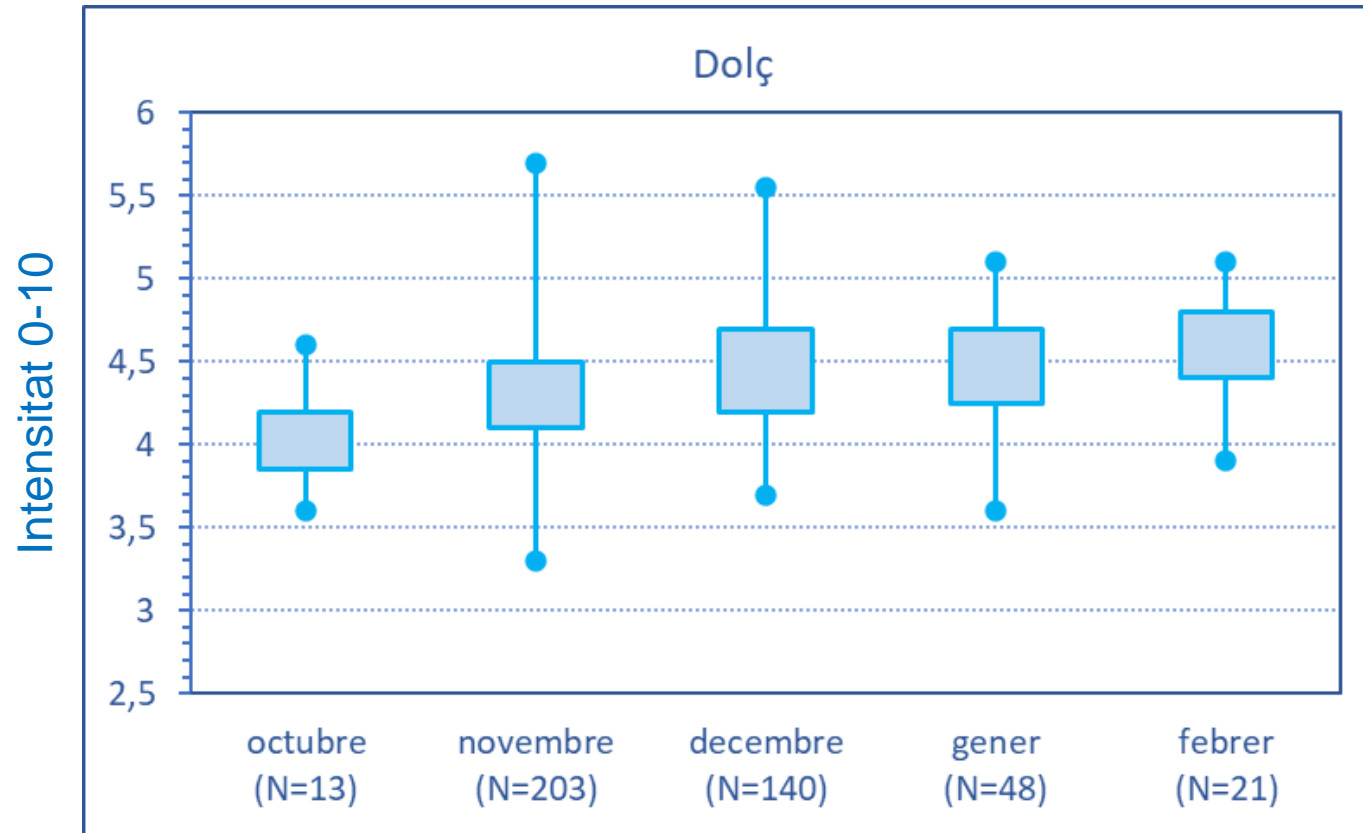 Dolç
Intensitat 0-10
6
5,5
5
4,5
4
3,5
3
2,5
octubre novembre decembre gener febrer
(N=13) (N=203) (N=140) (N=48) (N=21)